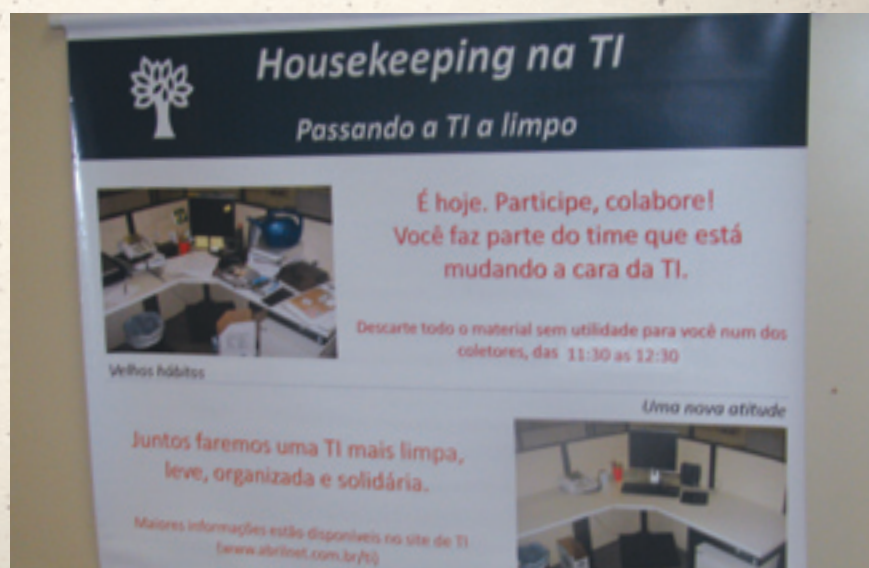 Housekeeping na TI
Passando a TI a limpo
É hoje. Participe, colabore!
Você faz parte do time que está
mudando a cara da TI.
Descarte todo o material sem utilidade para você num dos
coletores, das 11:30 as 12:30
Velhos hábitos
Uma nova atitude
Juntos faremos uma TI mais limpa,
leve, organizada e solidária.
Maiores informações estão disponíveis no site de TI
(www.abrilnet.com.br/ti)